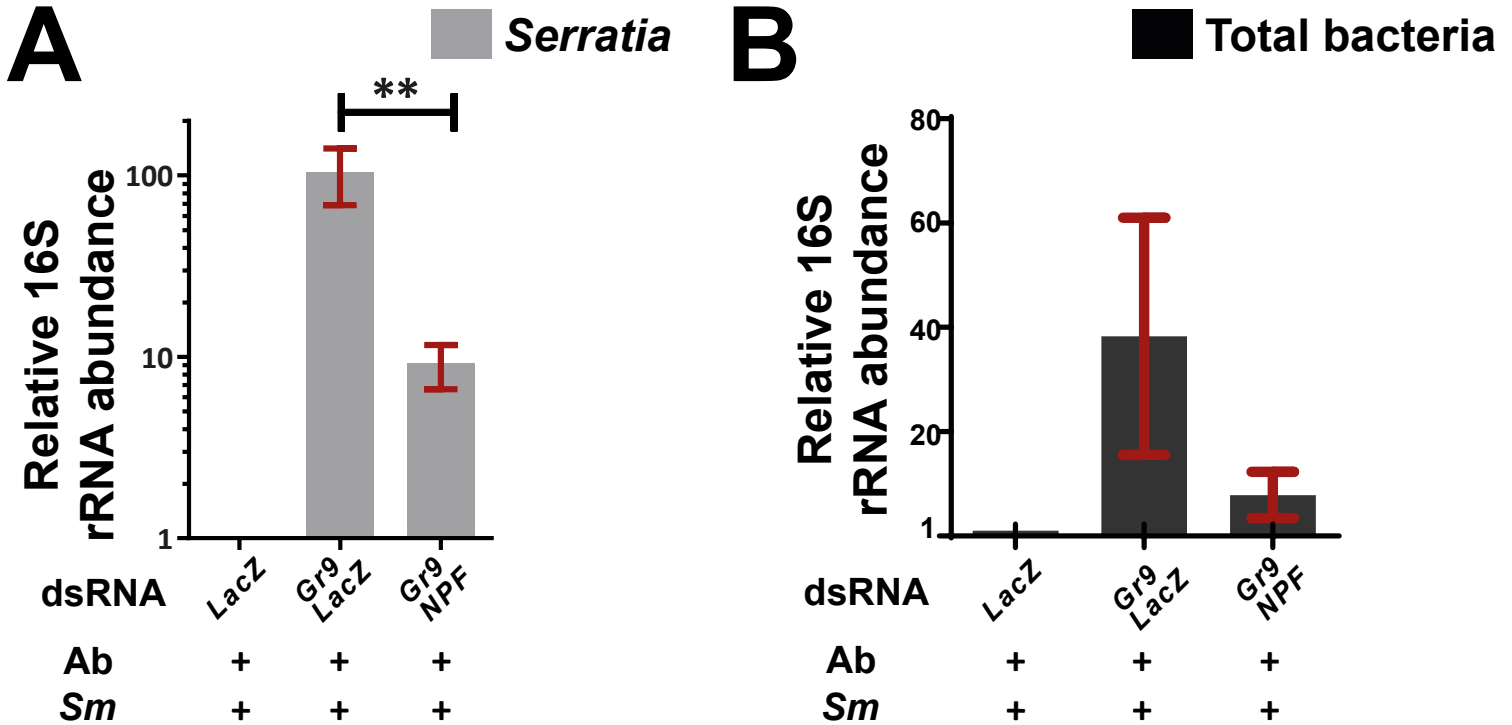 A
Serratia
**
Relative 16S
rRNA abundance
100
10
1
dsRNA
LacZ
Gr9
LacZ
Gr9
NPF
Ab + + +
Sm + + +
B
Total bacteria
Relative 16S
rRNA abundance
80
60
40
20
1
dsRNA
LacZ
Gr9
LacZ
Gr9
NPF
Ab + + +
Sm + + +